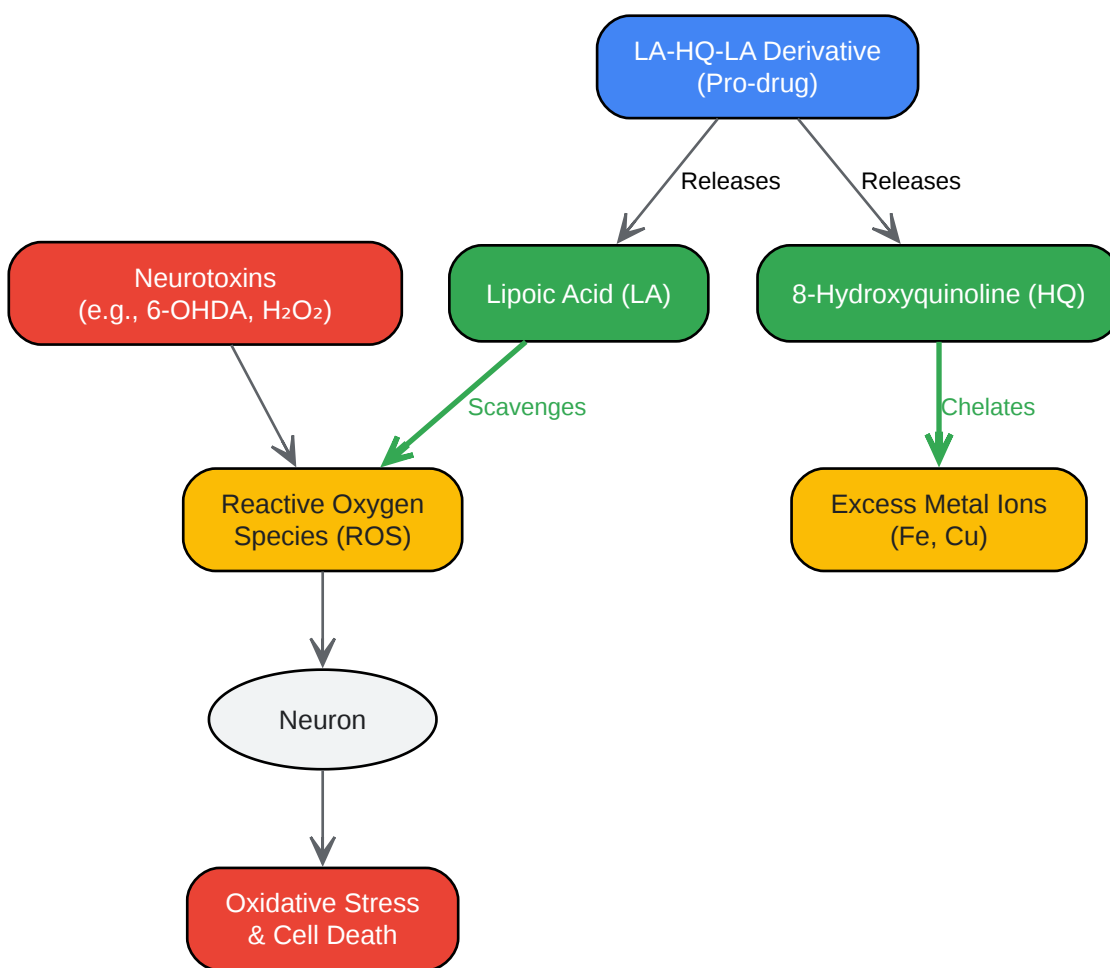 LA-HQ-LA Derivative
(Pro-drug)
Releases
Releases
Neurotoxins
(e.g., 6-OHDA, H₂O₂)
Lipoic Acid (LA)
8-Hydroxyquinoline (HQ)
Scavenges
Chelates
Reactive Oxygen
Species (ROS)
Excess Metal Ions
(Fe, Cu)
Neuron
Oxidative Stress
& Cell Death